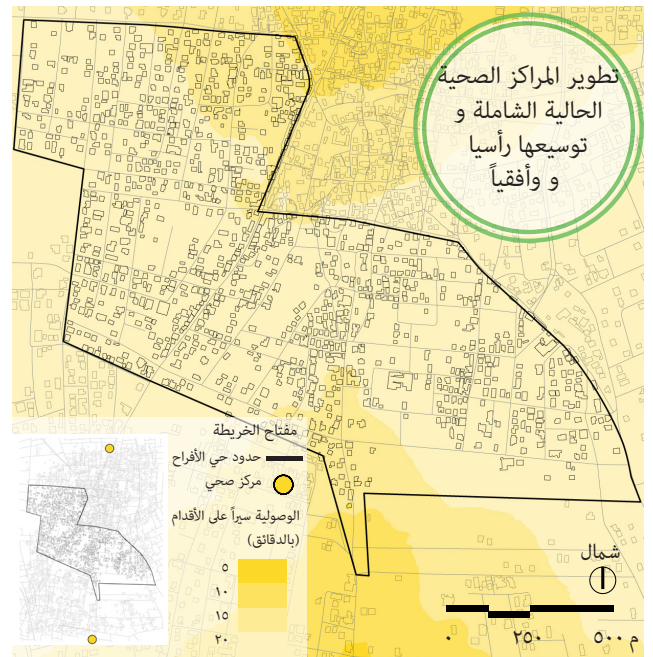 تطوير المراكز الصحية
الحالية الشاملة و
توسيعها رأسيا
و وأفقياً
مفتاح الخريطة
حدود حي الأفراح
مركز صحي
الوصولية سيراً على الأقدام
(بالدقائق)
٥
١٠
١٥
٢٠
شمال
٠ ٢٥٠ ٥٠٠ م